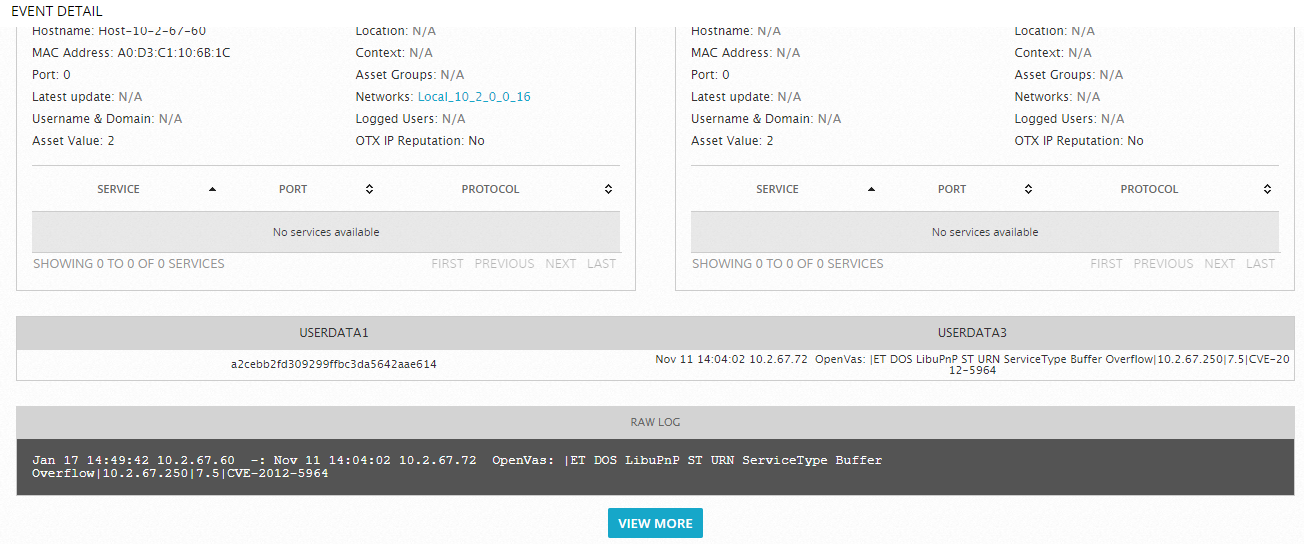 EVENT DETAIL
Hostname: Host-10-2-67-60
Location: N/A
MAC Address: A0:D3:C1:10:6B:1C
Context: N/A
Port: 0
Asset Groups: N/A
Latest update: N/A
Networks: Local_10_2_0_0_16
Username & Domain: N/A
Logged Users: N/A
Asset Value: 2
OTX IP Reputation: No
SERVICE PORT PROTOCOL
No services available
SHOWING 0 TO 0 OF 0 SERVICES
FIRST PREVIOUS NEXT LAST
Hostname: N/A
Location: N/A
MAC Address: N/A
Context: N/A
Port: 0
Asset Groups: N/A
Latest update: N/A
Networks: N/A
Username & Domain: N/A
Logged Users: N/A
Asset Value: 2
OTX IP Reputation: No
SERVICE PORT PROTOCOL
No services available
SHOWING 0 TO 0 OF 0 SERVICES
FIRST PREVIOUS NEXT LAST
USERDATA1
USERDATA3
a2cebb2fd309299ffbc3da5642aae614
Nov 11 14:04:02 10.2.67.72 OpenVas: |ET DOS LibuPnP ST URN ServiceType Buffer Overflow|10.2.67.250|7.5|CVE-20
12-5964
RAW LOG
Jan 17 14:49:42 10.2.67.60 -: Nov 11 14:04:02 10.2.67.72 OpenVas: |ET DOS LibuPnP ST URN ServiceType Buffer
Overflow|10.2.67.250|7.5|CVE-2012-5964
VIEW MORE